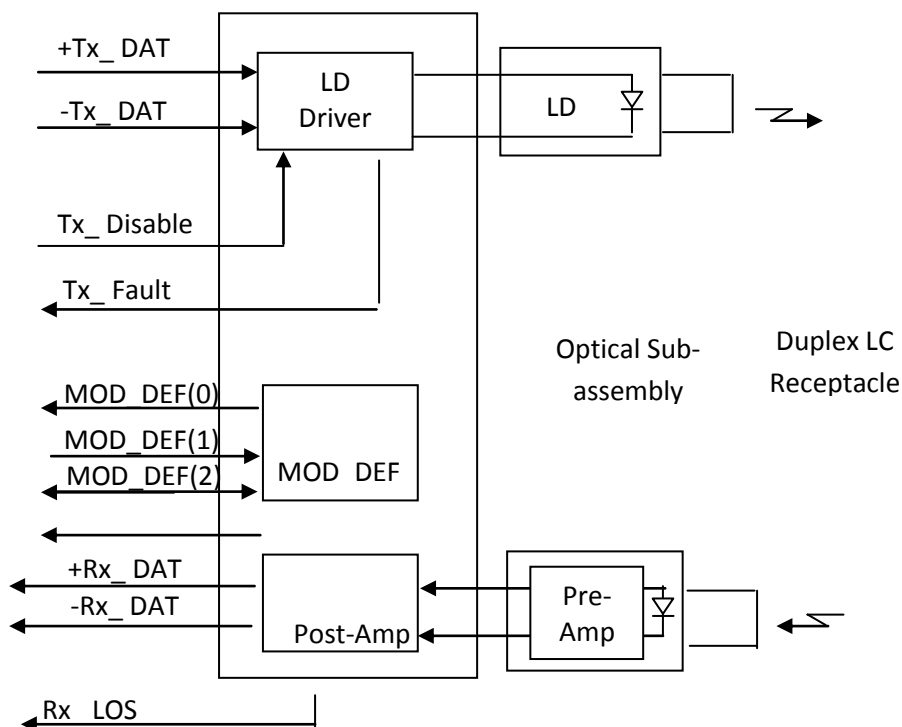 +Tx_ DAT
LD
Driver
LD
-Tx_ DAT
Tx_ Disable
Tx_ Fault
Optical Sub-
assembly
Duplex LC
Receptacle
MOD_DEF(0)
MOD_DEF(1)
MOD_DEF(2)
MOD DEF
+Rx_ DAT
-Rx_ DAT
Post-Amp
Pre-
Amp
Rx LOS